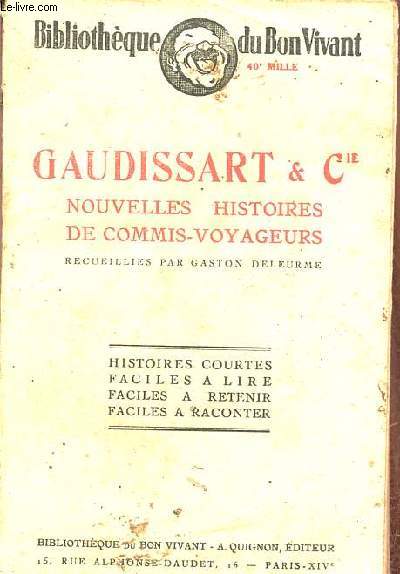 www.Le-livre.com
Bibliothèque du Bon Vivant
40e MILLE
GAUDISSART & Cie
NOUVELLES HISTOIRES
DE COMMIS-VOYAGEURS
RECUEILLIES PAR GASTON DELEURME
HISTOIRES COURTES
FACILES A LIRE
FACILES A RETENIR
FACILES A RACONTER
BIBLIOTHÈQUE DU BON VIVANT - A. QUIGNON, ÉDITEUR
15, RUE ALPHONSE DAUDET, 16 — PARIS-XIVe